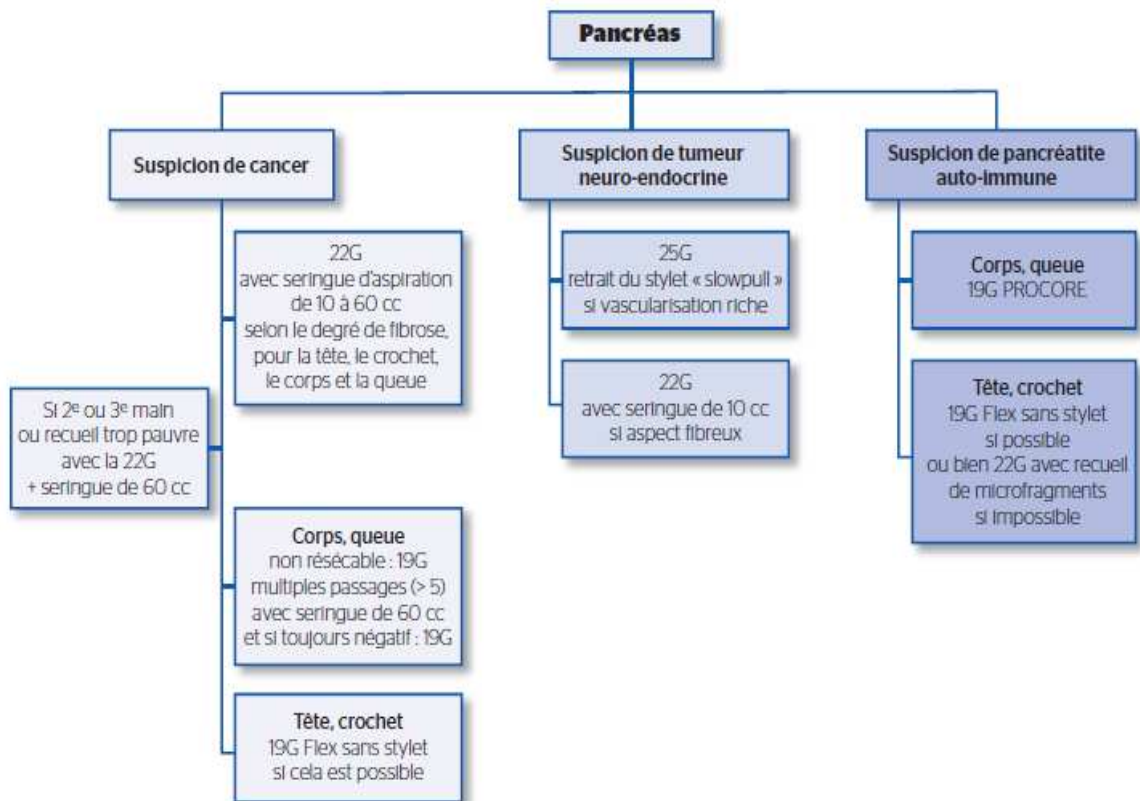 Pancréas
Suspicion de cancer
22G
avec seringue d'aspiration
de 10 à 60 cc
selon le degré de fibrose,
pour la tête, le crochet,
le corps et la queue
Si 2e ou 3e main
ou recueil trop pauvre
avec la 22G
+ seringue de 60 cc
Corps, queue
non résécable : 19G
multiples passages (> 5)
avec seringue de 60 cc
et si toujours négatif : 19G
Tête, crochet
19G Flex sans stylet
si cela est possible
Suspicion de tumeur
neuro-endocrine
25G
retrait du stylet « slowpull »
si vascularisation riche
22G
avec seringue de 10 cc
si aspect fibreux
Suspicion de pancréatite
auto-immune
Corps, queue
19G PROCORE
Tête, crochet
19G Flex sans stylet
si possible
ou bien 22G avec recueil
de microfragments
si impossible